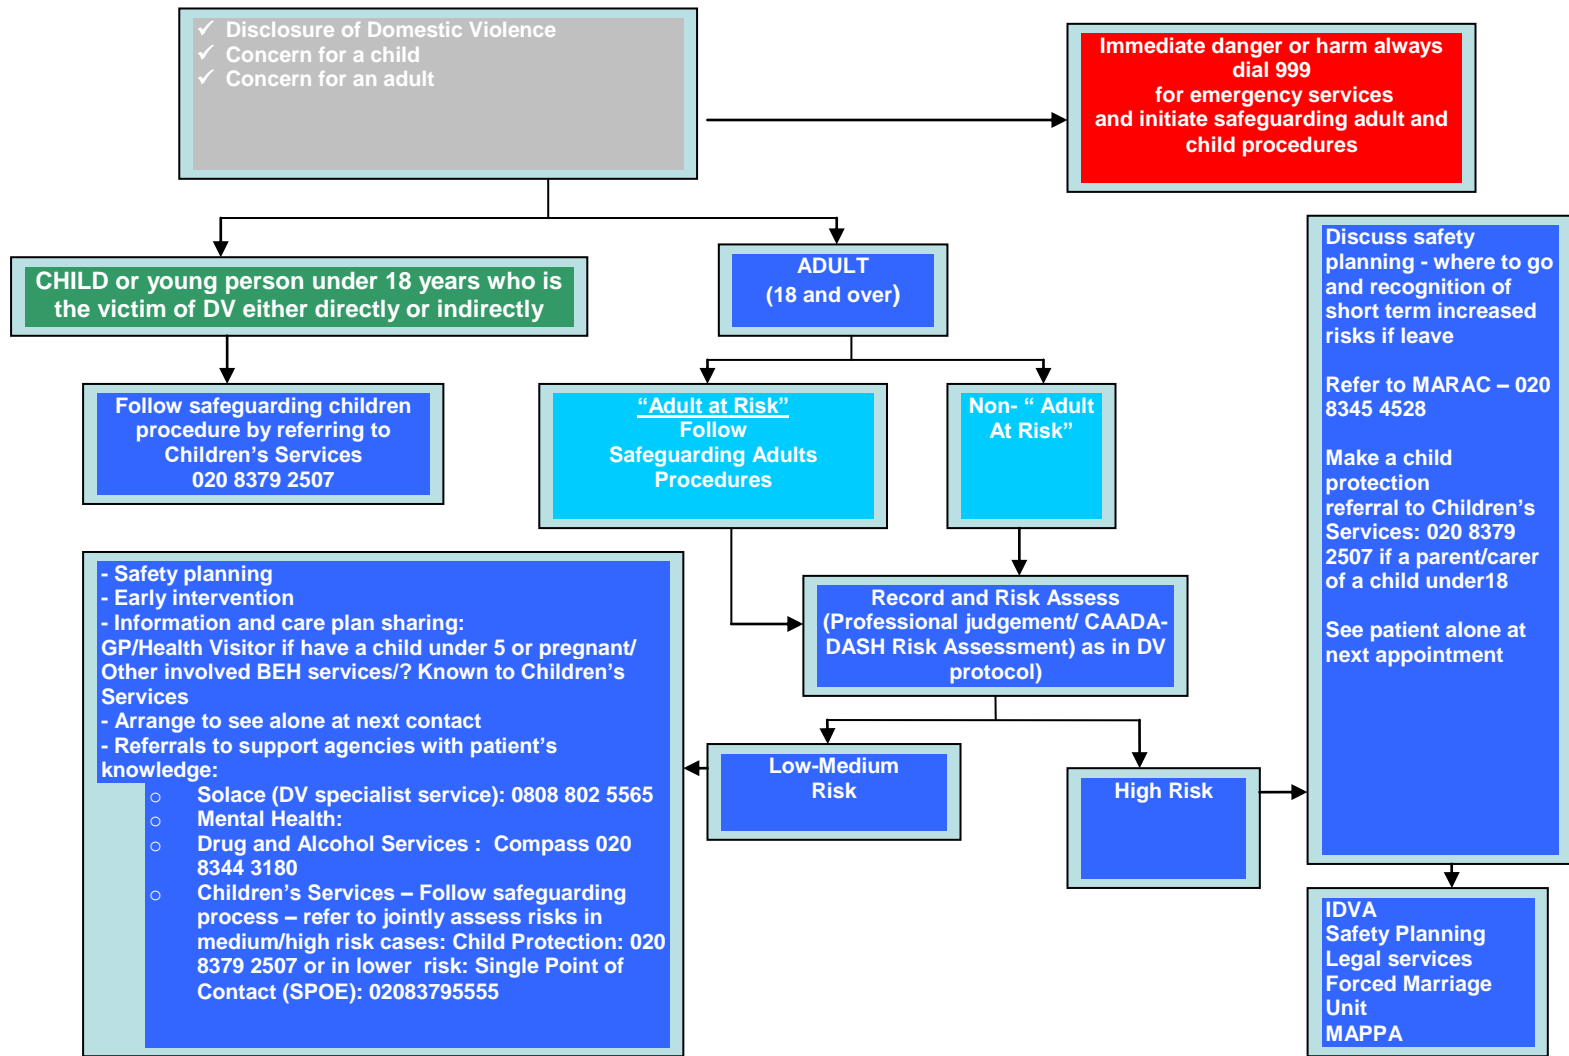 ✓ Disclosure of Domestic Violence
✓ Concern for a child
✓ Concern for an adult
Immediate danger or harm always
dial 999
for emergency services
and initiate safeguarding adult and
child procedures
CHILD or young person under 18 years who is
the victim of DV either directly or indirectly
ADULT
(18 and over)
Follow safeguarding children
procedure by referring to
Children’s Services
020 8379 2507
“Adult at Risk”
Follow
Safeguarding Adults
Procedures
Non- “ Adult
At Risk”
Discuss safety
planning - where to go
and recognition of
short term increased
risks if leave
Refer to MARAC – 020
8345 4528
Make a child
protection
referral to Children’s
Services: 020 8379
2507 if a parent/carer
of a child under18
See patient alone at
next appointment
Record and Risk Assess
(Professional judgement/ CAADA-
DASH Risk Assessment) as in DV
protocol)
- Safety planning
- Early intervention
- Information and care plan sharing:
GP/Health Visitor if have a child under 5 or pregnant/
Other involved BEH services/? Known to Children’s
Services
- Arrange to see alone at next contact
- Referrals to support agencies with patient’s
knowledge:
o Solace (DV specialist service): 0808 802 5565
o Mental Health:
o Drug and Alcohol Services : Compass 020
8344 3180
o Children’s Services – Follow safeguarding
process – refer to jointly assess risks in
medium/high risk cases: Child Protection: 020
8379 2507 or in lower risk: Single Point of
Contact (SPOE): 02083795555
Low-Medium
Risk
High Risk
IDVA
Safety Planning
Legal services
Forced Marriage
Unit
MAPPA